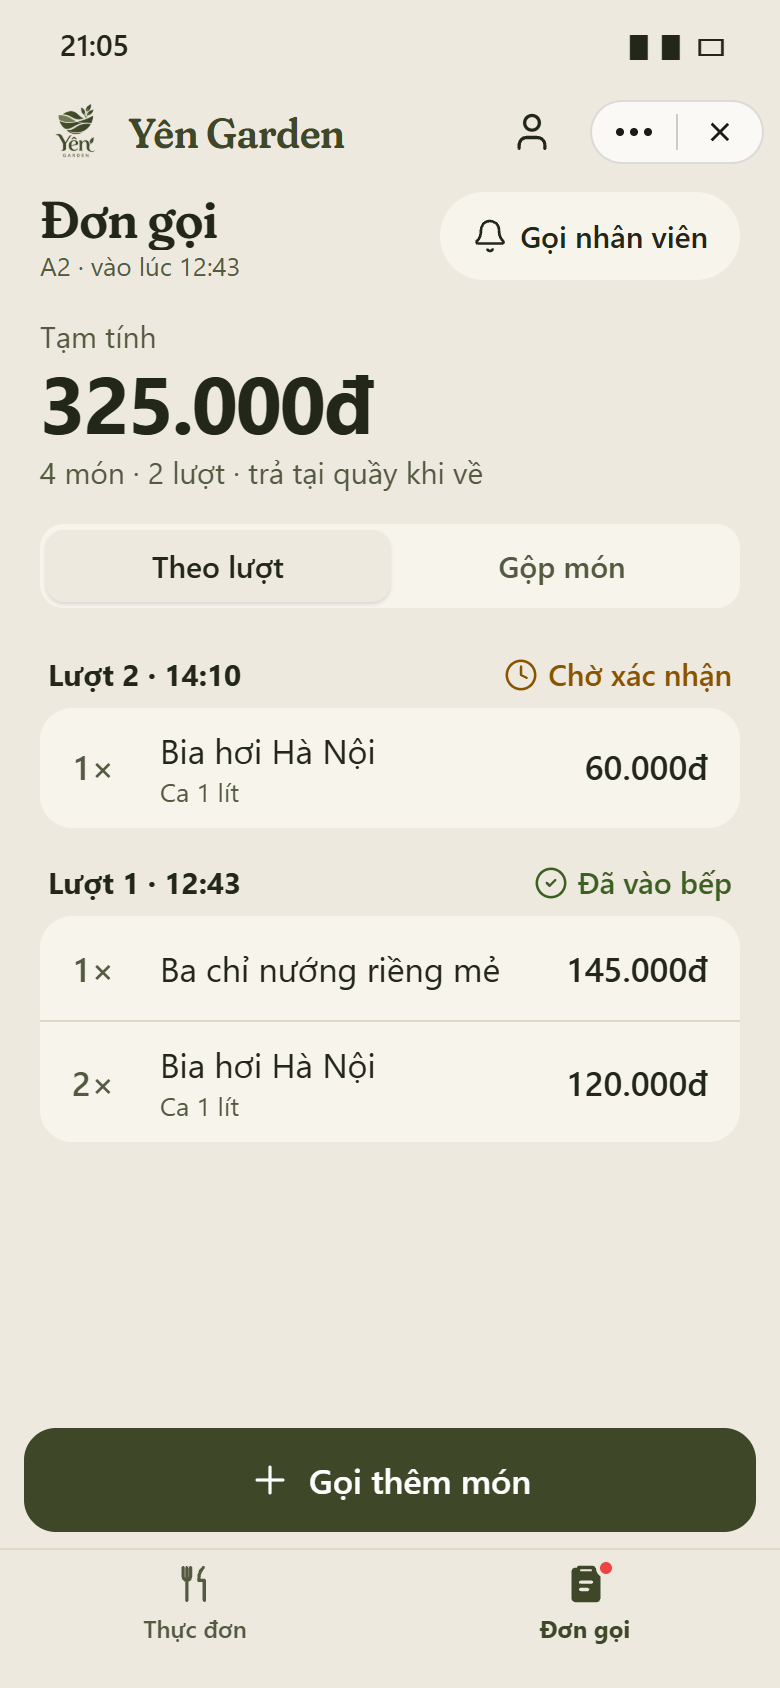 21:05
Yên
GARDEN
Yên Garden
Đơn gọi
A2 · vào lúc 12:43
Gọi nhân viên
Tạm tính
325.000đ
4 món · 2 lượt · trả tại quầy khi về
Theo lượt
Gộp món
Lượt 2 · 14:10
Chờ xác nhận
1×
Bia hơi Hà Nội
Ca 1 lít
60.000đ
Lượt 1 · 12:43
Đã vào bếp
1×
Ba chỉ nướng riềng mẻ
145.000đ
2×
Bia hơi Hà Nội
Ca 1 lít
120.000đ
Gọi thêm món
Thực đơn
Đơn gọi